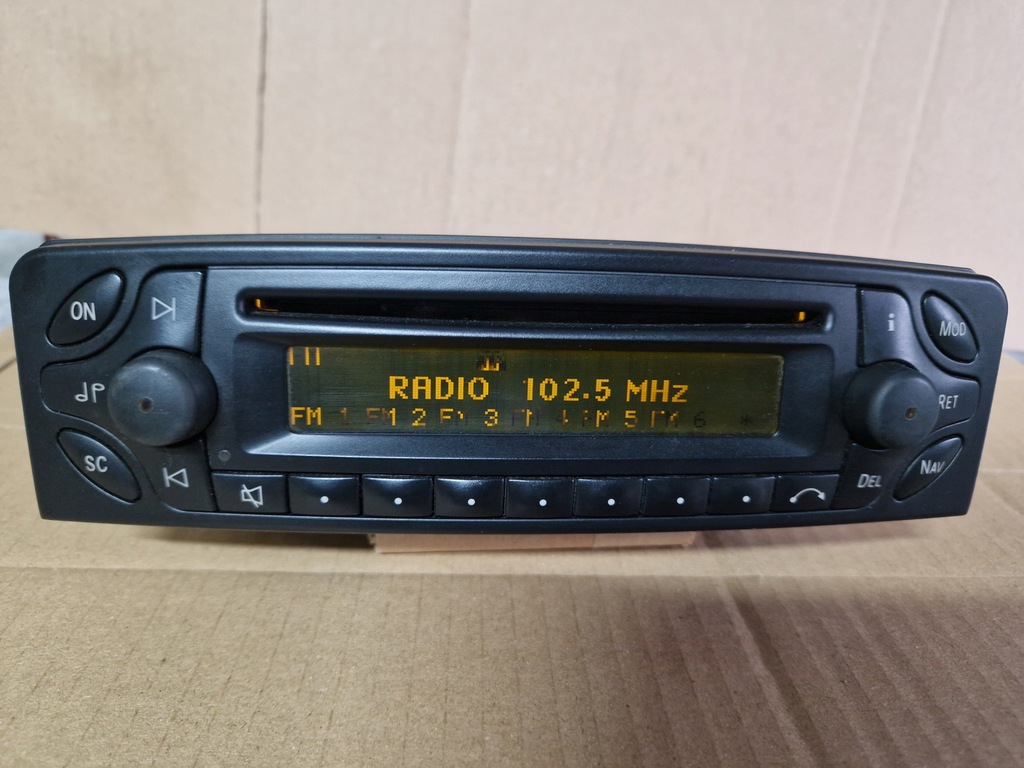 ON
SC
RADIO 102.5 MHz
FM 1 FM 2 FM 3 FM 4 FM 5 FM 6 *
i
MOD
RET
NAV
DEL